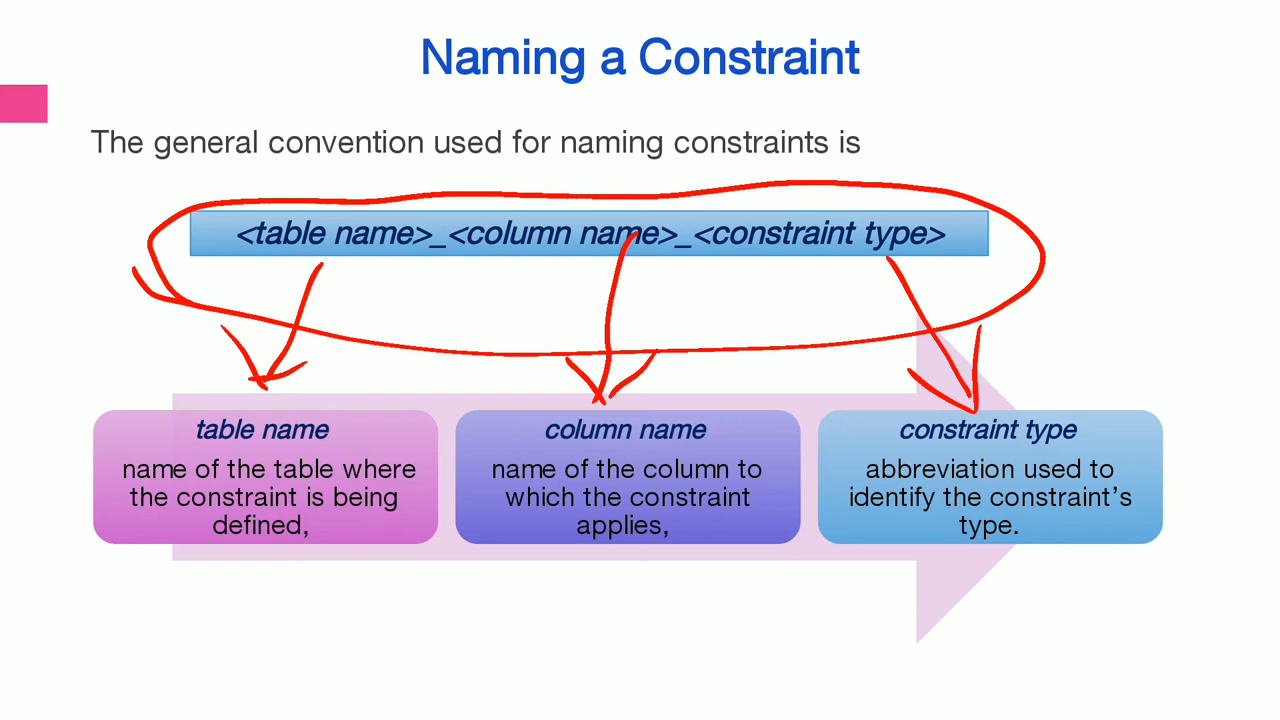 Naming a Constraint
The general convention used for naming constraints is
<table name>_<column name>_<constraint type>
table name
name of the table where
the constraint is being
defined,
column name
name of the column to
which the constraint
applies,
constraint type
abbreviation used to
identify the constraint's
type.